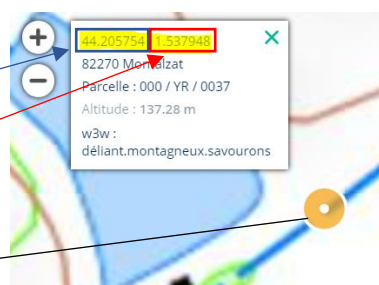 44.205754 1.537948
82270 Montalzat
Parcelle : 000 / YR / 0037
Altitude : 137.28 m
w3w :
déliant.montagneux.savourons